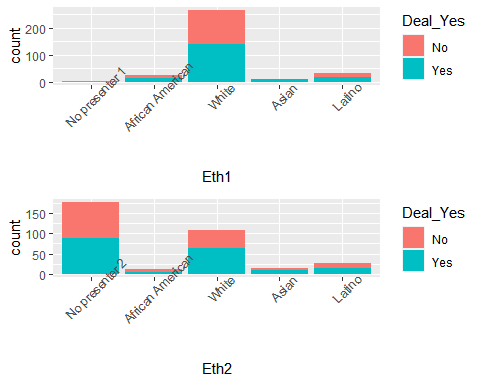 count
200
100
0
No presenter 1
African American
White
Asian
Latino
Eth1
Deal_Yes
No
Yes
count
150
100
50
0
No presenter 2
African American
White
Asian
Latino
Eth2
Deal_Yes
No
Yes